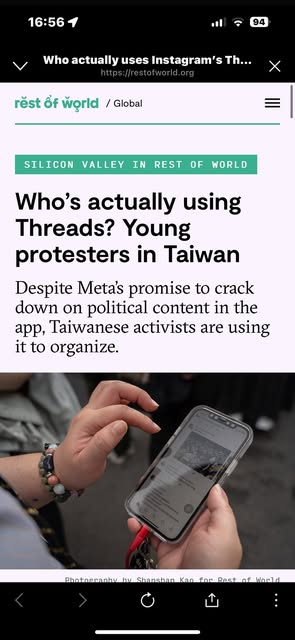 16:56
94
Who actually uses Instagram's Th...
https://restofworld.org
rest of world / Global
SILICON VALLEY IN REST OF WORLD
Who's actually using
Threads? Young
protesters in Taiwan
Despite Meta's promise to crack
down on political content in the
app, Taiwanese activists are using
it to organize.
Photography by Shanshan Kao for Rest of World